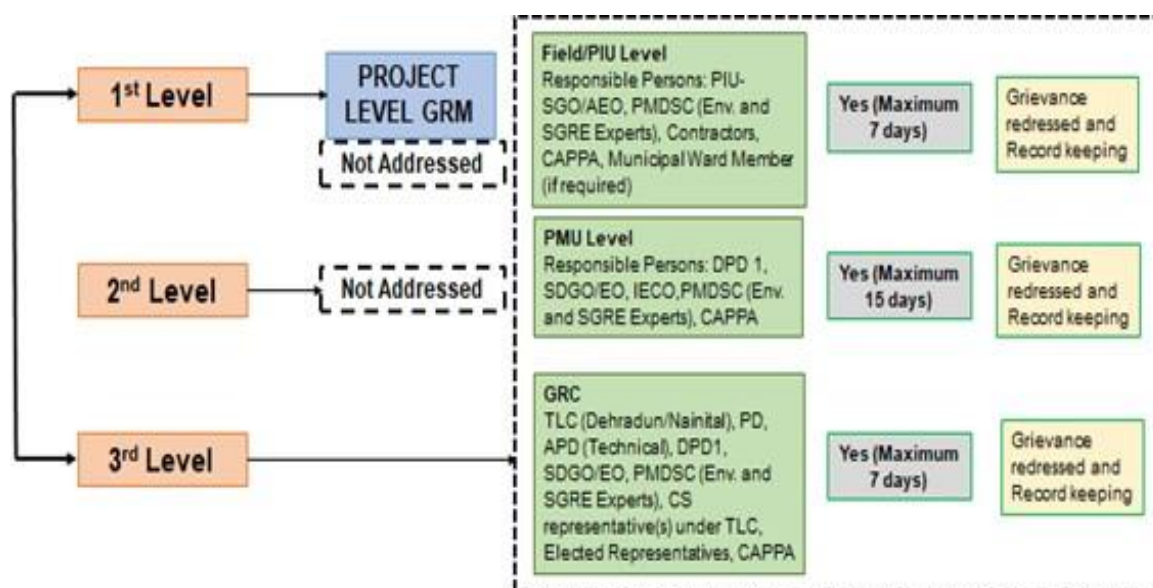 1st Level
PROJECT
LEVEL GRM
Not Addressed
Field/PIU Level
Responsible Persons: PIU-
SGO/AEO, PMDSC (Env. and
SGRE Experts), Contractors,
CAPPA, Municipal Ward Member
(if required)
Yes (Maximum
7 days)
Grievance
redressed and
Record keeping
2nd Level
Not Addressed
PMU Level
Responsible Persons: DPD 1,
SDGO/EO, IECO,PMDSC (Env.
and SGRE Experts), CAPPA
Yes (Maximum
15 days)
Grievance
redressed and
Record keeping
3rd Level
GRC
TLC (Dehradun/Nainital), PD,
APD (Technical), DPD1,
SDGO/EO, PMDSC (Env. and
SGRE Experts), CS
representative(s) under TLC,
Elected Representatives, CAPPA
Yes (Maximum
7 days)
Grievance
redressed and
Record keeping